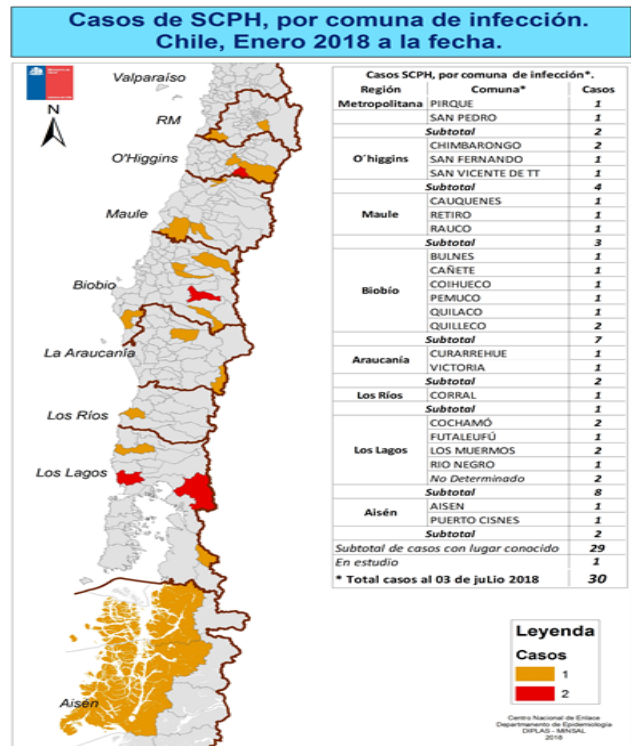 Casos de SCPH, por comuna de infección.
Chile, Enero 2018 a la fecha.
N
Valparaíso
RM
O'Higgins
Maule
Biobio
La Araucanía
Los Ríos
Los Lagos
Aisén
Casos SCPH, por comuna de infección*.
Región Comuna* Casos
Metropolitana PIRQUE 1
SAN PEDRO 1
Subtotal 2
O´higgins CHIMBARONGO 2
SAN FERNANDO 1
SAN VICENTE DE TT 1
Subtotal 4
Maule CAUQUENES 1
RETIRO 1
RAUCO 1
Subtotal 3
Biobío BULNES 1
CAÑETE 1
COIHUECO 1
PEMUCO 1
QUILACO 1
QUILLECO 2
Subtotal 7
Araucanía CURARREHUE 1
VICTORIA 1
Subtotal 2
Los Ríos CORRAL 1
Subtotal 1
Los Lagos COCHAMÓ 2
FUTALEUFÚ 1
LOS MUERMOS 2
RIO NEGRO 1
No Determinado 2
Subtotal 8
Aisén AISEN 1
PUERTO CISNES 1
Subtotal 2
Subtotal de casos con lugar conocido 29
En estudio 1
* Total casos al 03 de juLio 2018 30
Leyenda
Casos
1
2
Centro Nacional de Enlace
Departamento de Epidemiología
DIPLAS - MINSAL
2018